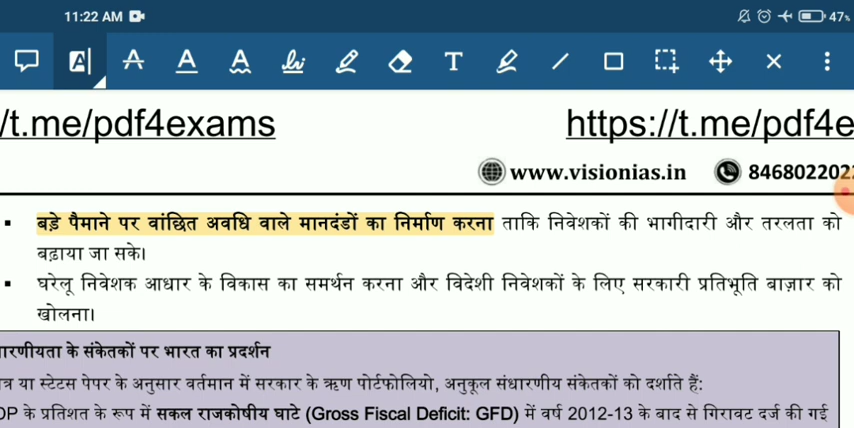 11:22 AM
47%
T
/t.me/pdf4exams https://t.me/pdf4e
www.visionias.in 846802202
▪ बड़े पैमाने पर वांछित अवधि वाले मानदंडों का निर्माण करना ताकि निवेशकों की भागीदारी और तरलता को
बढ़ाया जा सके।
▪ घरेलू निवेशक आधार के विकास का समर्थन करना और विदेशी निवेशकों के लिए सरकारी प्रतिभूति बाज़ार को
खोलना।
ारणीयता के संकेतकों पर भारत का प्रदर्शन
त्र या स्टेटस पेपर के अनुसार वर्तमान में सरकार के ऋण पोर्टफोलियो, अनुकूल संधारणीय संकेतकों को दर्शाते हैं:
DP के प्रतिशत के रूप में सकल राजकोषीय घाटे (Gross Fiscal Deficit: GFD) में वर्ष 2012-13 के बाद से गिरावट दर्ज की गई